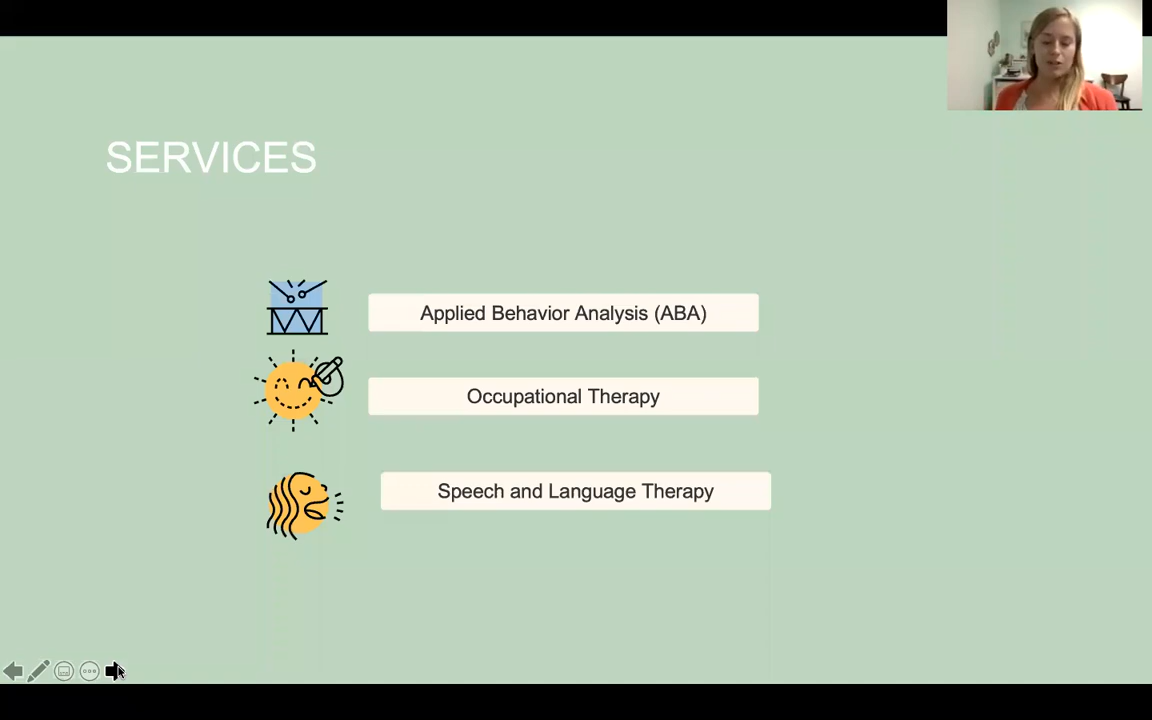 SERVICES
Applied Behavior Analysis (ABA)
Occupational Therapy
Speech and Language Therapy